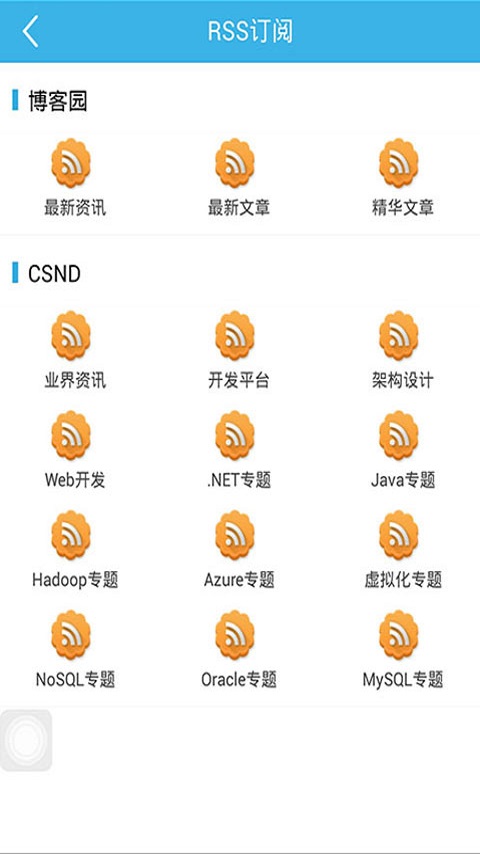 RSS订阅
博客园
最新资讯 最新文章 精华文章
CSND
业界资讯 开发平台 架构设计
Web开发 .NET专题 Java专题
Hadoop专题 Azure专题 虚拟化专题
NoSQL专题 Oracle专题 MySQL专题